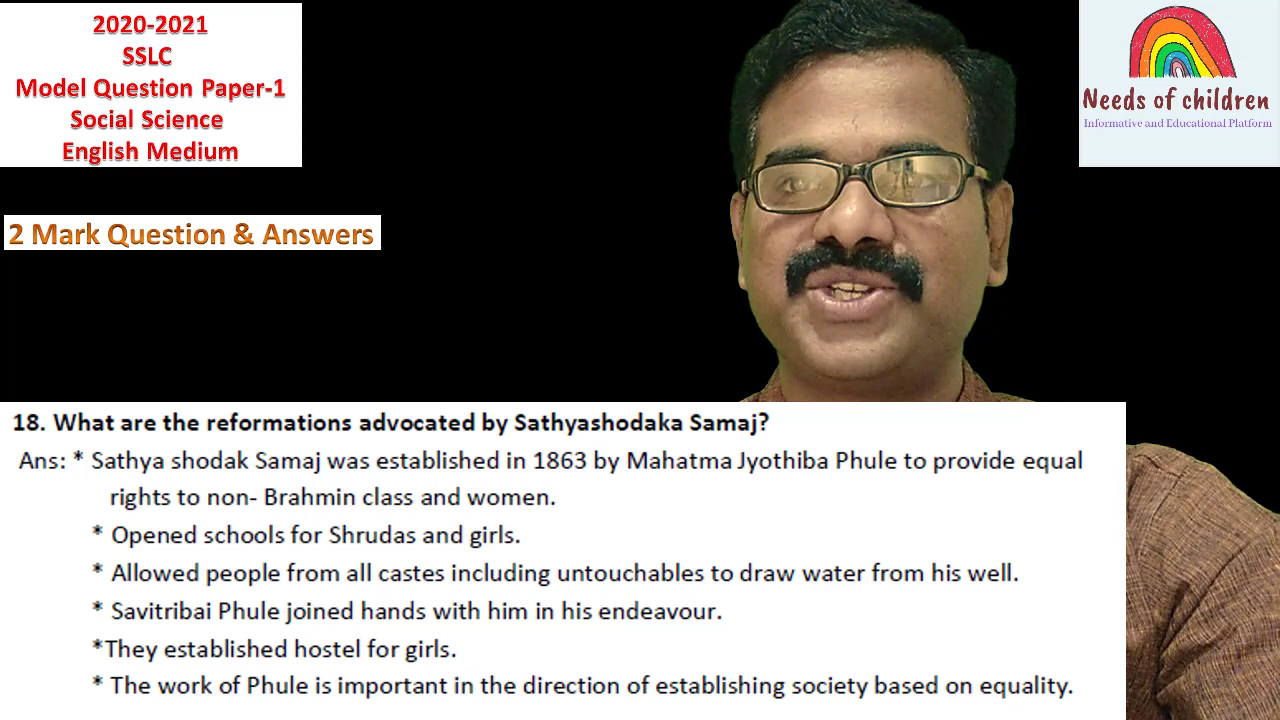 2020-2021
SSLC
Model Question Paper-1
Social Science
English Medium
Needs of children
Informative and Educational Platform
2 Mark Question & Answers
18. What are the reformations advocated by Sathyashodaka Samaj?
Ans: * Sathya shodak Samaj was established in 1863 by Mahatma Jyothiba Phule to provide equal
rights to non- Brahmin class and women.
* Opened schools for Shrudas and girls.
* Allowed people from all castes including untouchables to draw water from his well.
* Savitribai Phule joined hands with him in his endeavour.
*They established hostel for girls.
* The work of Phule is important in the direction of establishing society based on equality.